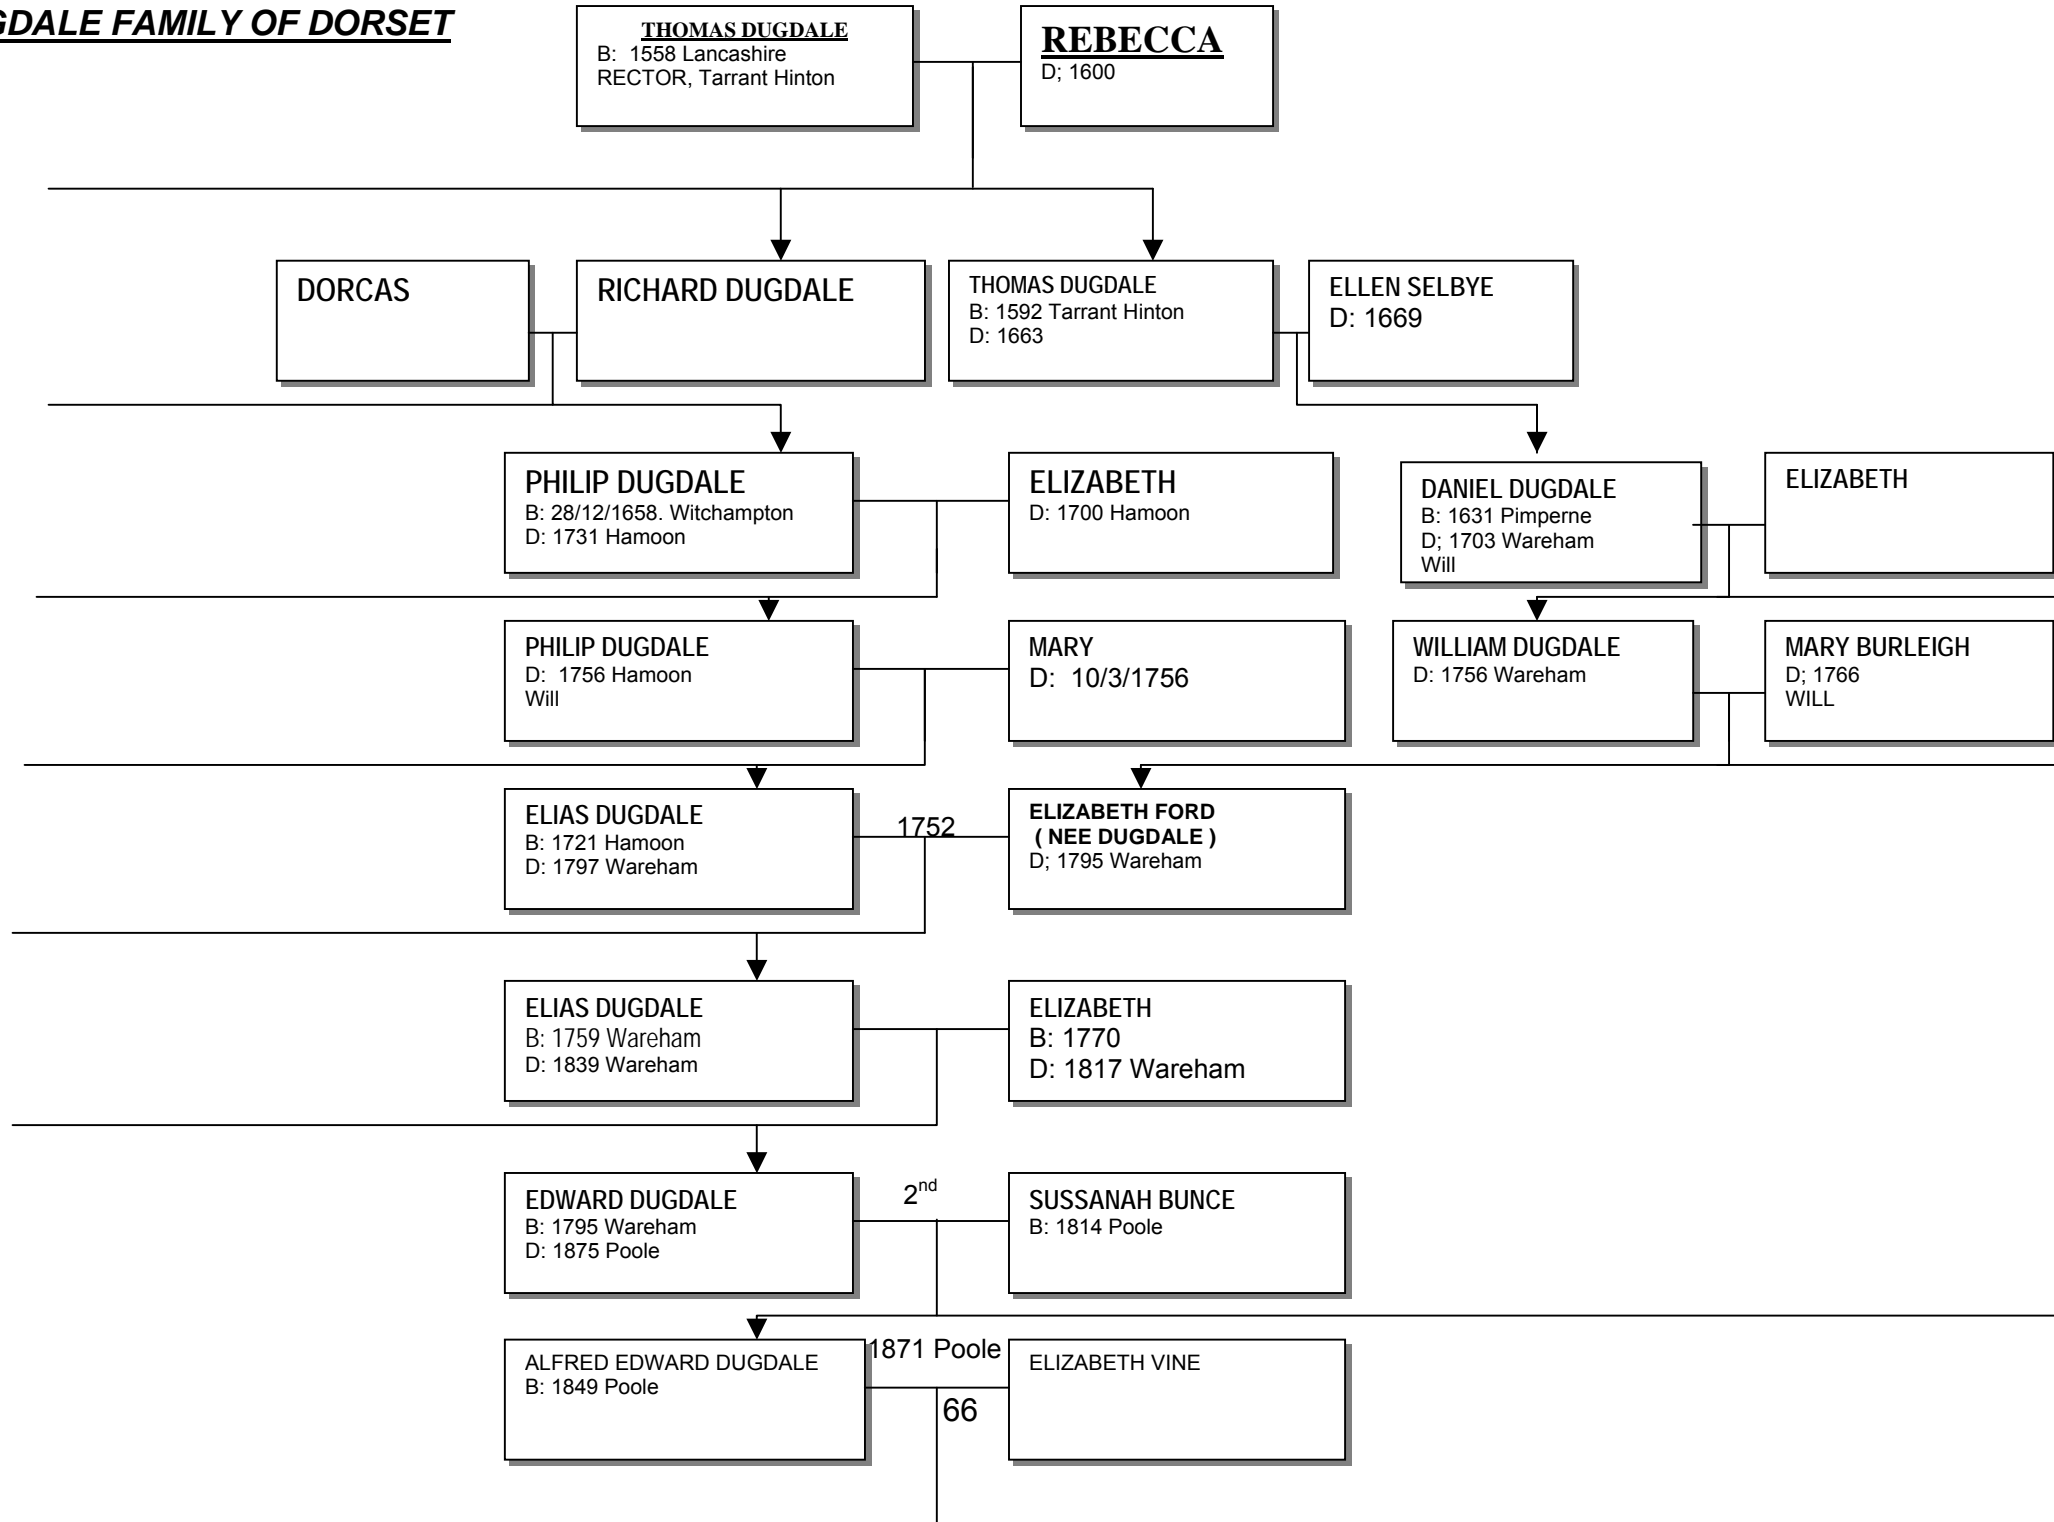 GDALE FAMILY OF DORSET
THOMAS DUGDALE
B: 1558 Lancashire
RECTOR, Tarrant Hinton
REBECCA
D; 1600
DORCAS
RICHARD DUGDALE
THOMAS DUGDALE
B: 1592 Tarrant Hinton
D: 1663
ELLEN SELBYE
D: 1669
PHILIP DUGDALE
B: 28/12/1658. Witchampton
D: 1731 Hamoon
ELIZABETH
D: 1700 Hamoon
DANIEL DUGDALE
B: 1631 Pimperne
D; 1703 Wareham
Will
ELIZABETH
PHILIP DUGDALE
D: 1756 Hamoon
Will
MARY
D: 10/3/1756
WILLIAM DUGDALE
D: 1756 Wareham
MARY BURLEIGH
D; 1766
WILL
ELIAS DUGDALE
B: 1721 Hamoon
D: 1797 Wareham
1752
ELIZABETH FORD
( NEE DUGDALE )
D; 1795 Wareham
ELIAS DUGDALE
B: 1759 Wareham
D: 1839 Wareham
ELIZABETH
B: 1770
D: 1817 Wareham
EDWARD DUGDALE
B: 1795 Wareham
D: 1875 Poole
2nd
SUSSANAH BUNCE
B: 1814 Poole
ALFRED EDWARD DUGDALE
B: 1849 Poole
1871 Poole
66
ELIZABETH VINE